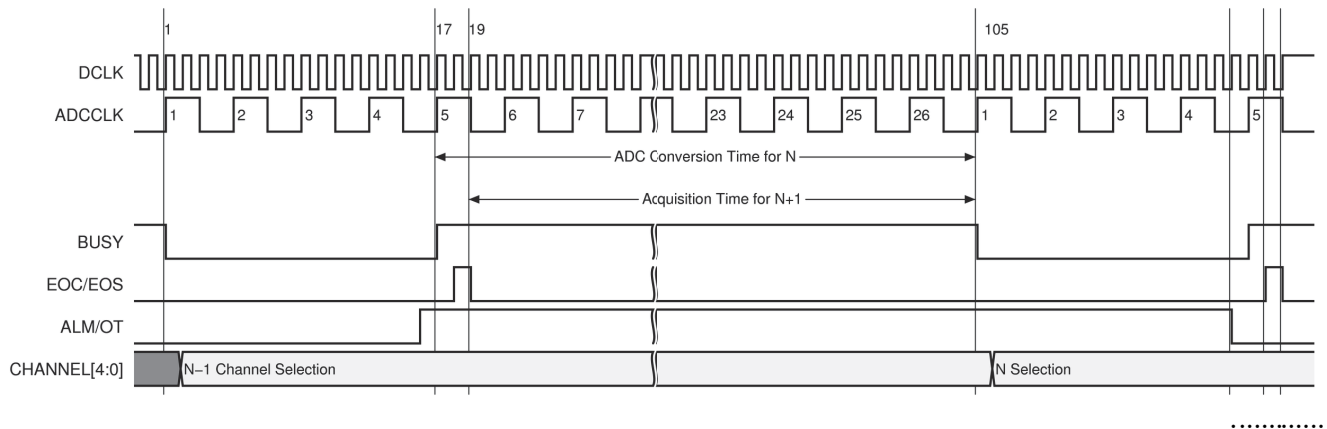 1 17 19 105
DCLK
ADCCLK 1 2 3 4 5 6 7 23 24 25 26 1 2 3 4 5
ADC Conversion Time for N
Acquisition Time for N+1
BUSY
EOC/EOS
ALM/OT
CHANNEL[4:0] N–1 Channel Selection N Selection